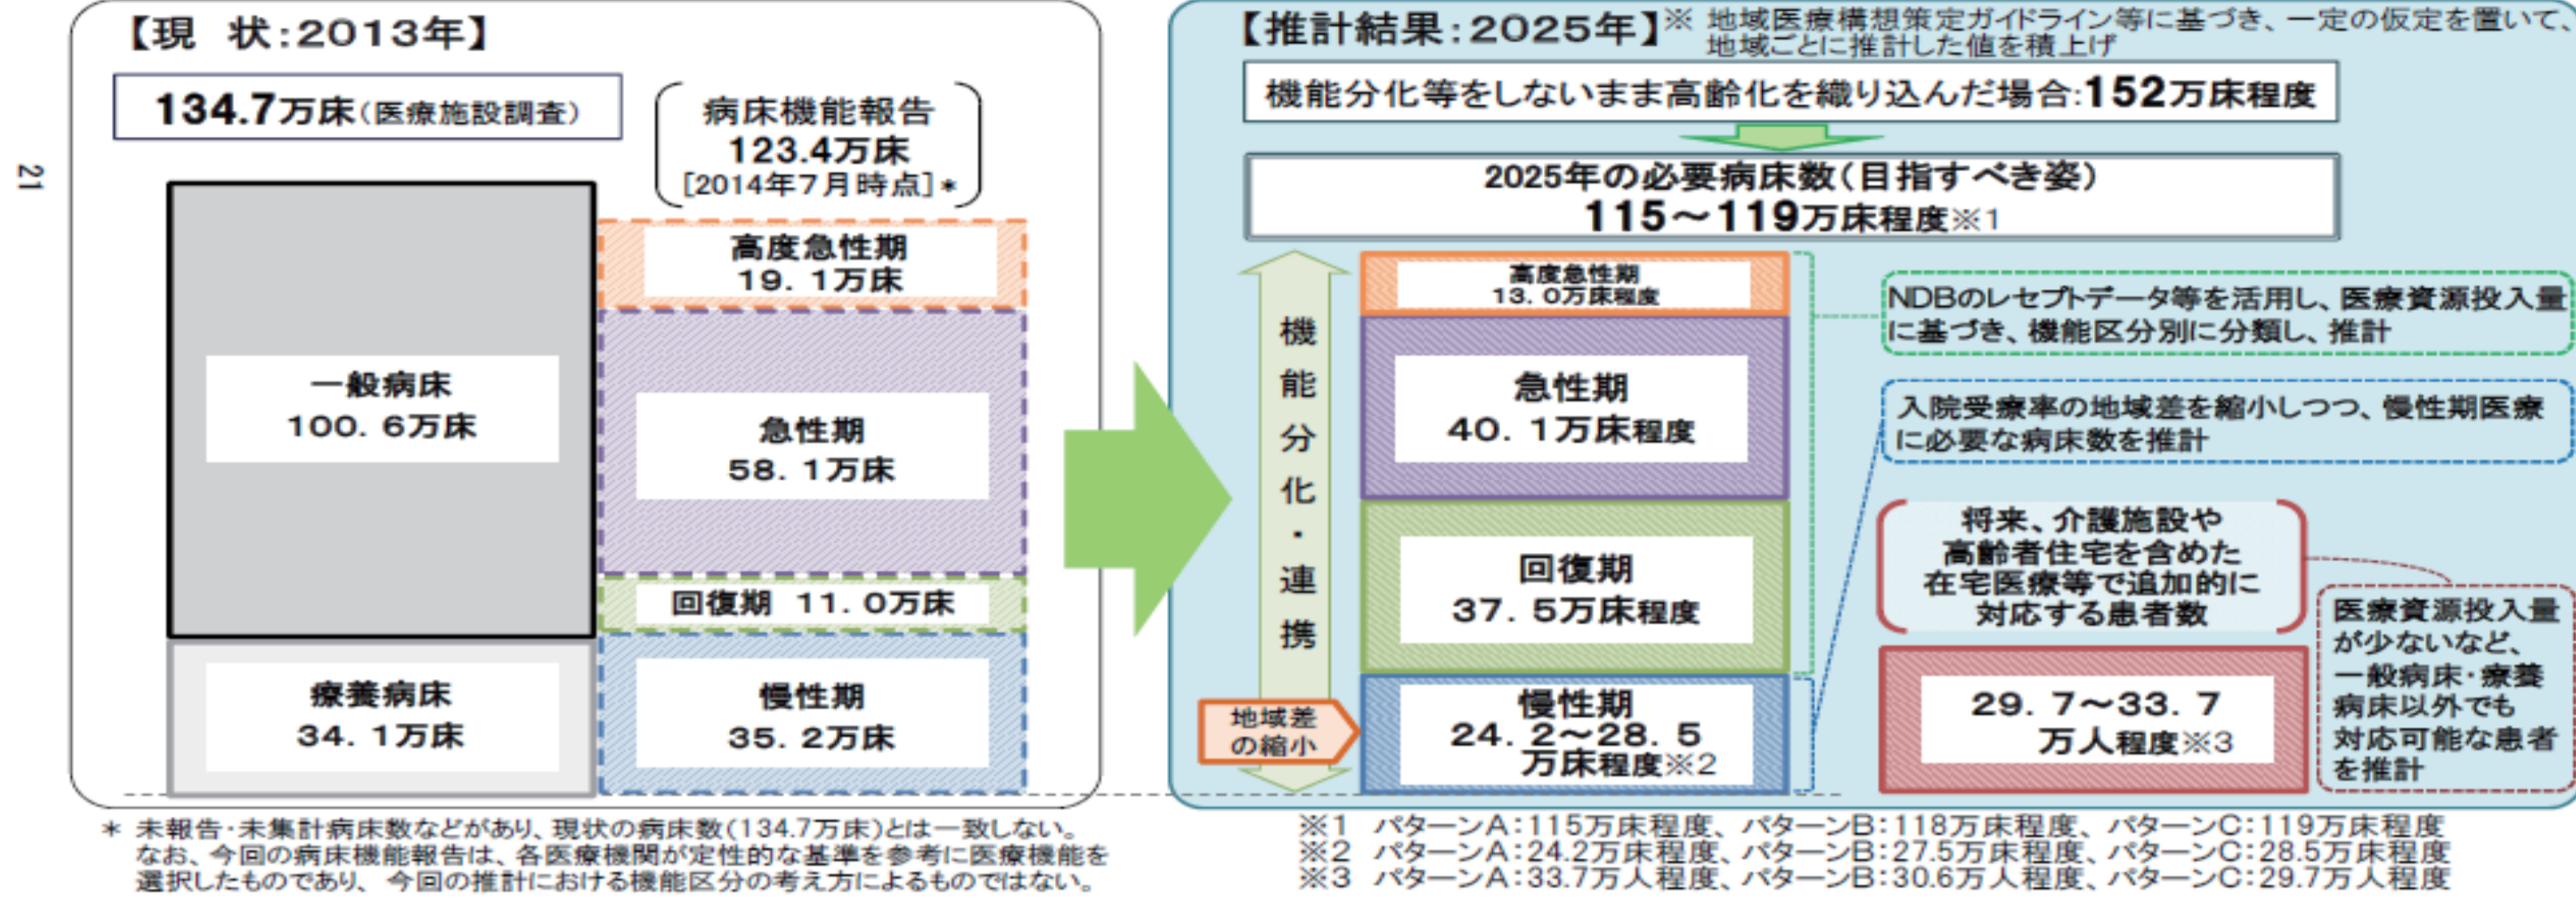 【現　状：2013年】
134.7万床(医療施設調査)
病床機能報告
123.4万床
[2014年７月時点]＊
21
一般病床
100．6万床
療養病床
34．1万床
高度急性期
19．1万床
急性期
58．1万床
回復期　11．0万床
慢性期
35．2万床
＊ 未報告・未集計病床数などがあり、現状の病床数(134.7万床)とは一致しない。
なお、今回の病床機能報告は、各医療機関が定性的な基準を参考に医療機能を
選択したものであり、 今回の推計における機能区分の考え方によるものではない。
【推計結果：2025年】※ 地域医療構想策定ガイドライン等に基づき、一定の仮定を置いて、
地域ごとに推計した値を積上げ
機能分化等をしないまま高齢化を織り込んだ場合：152万床程度
2025年の必要病床数(目指すべき姿)
115～119万床程度※1
機能分化・連携
地域差
の縮小
高度急性期
13．0万床程度
急性期
40．1万床程度
回復期
37．5万床程度
慢性期
24．2～28．5
万床程度※2
NDBのレセプトデータ等を活用し、医療資源投入量
に基づき、機能区分別に分類し、推計
入院受療率の地域差を縮小しつつ、慢性期医療
に必要な病床数を推計
将来、介護施設や
高齢者住宅を含めた
在宅医療等で追加的に
対応する患者数
29．7～33．7
万人程度※3
医療資源投入量
が少ないなど、
一般病床・療養
病床以外でも
対応可能な患者
を推計
※1　パターンA：115万床程度、パターンB：118万床程度、パターンC：119万床程度
※2　パターンA：24.2万床程度、パターンB：27.5万床程度、パターンC：28.5万床程度
※3　パターンA：33.7万人程度、パターンB：30.6万人程度、パターンC：29.7万人程度